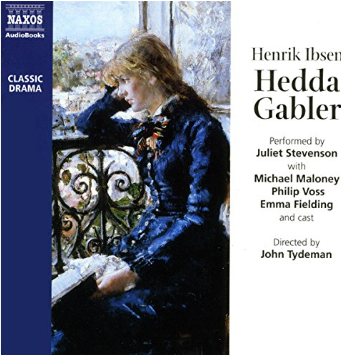 NAXOS
AudioBooks
CLASSIC
DRAMA
Henrik Ibsen
Hedda
Gabler
Performed by
Juliet Stevenson
with
Michael Maloney
Philip Voss
Emma Fielding
and cast
Directed by
John Tydeman